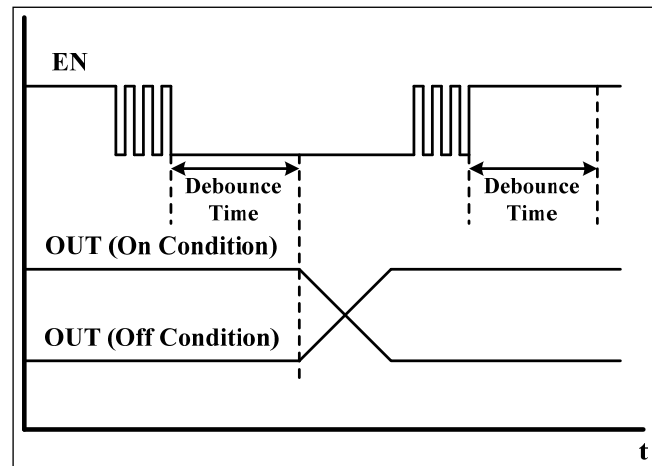 EN
Debounce
Time
Debounce
Time
OUT (On Condition)
OUT (Off Condition)
t